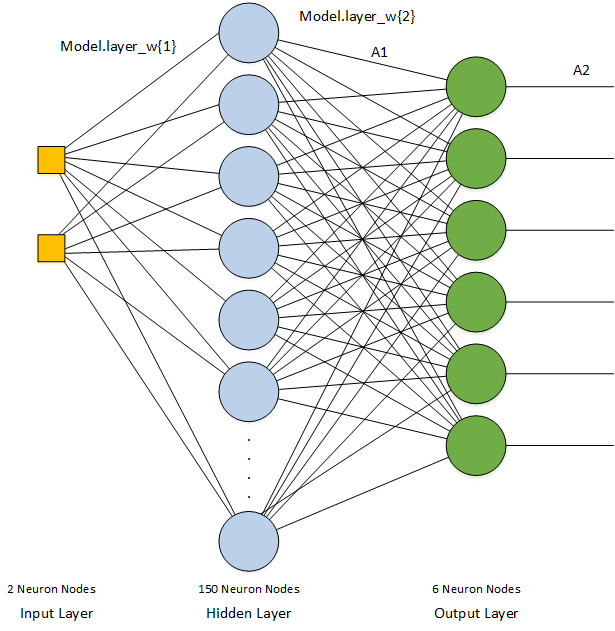 Model.layer_w{2}
Model.layer_w{1}
A1
A2
2 Neuron Nodes
150 Neuron Nodes
6 Neuron Nodes
Input Layer
Hidden Layer
Output Layer